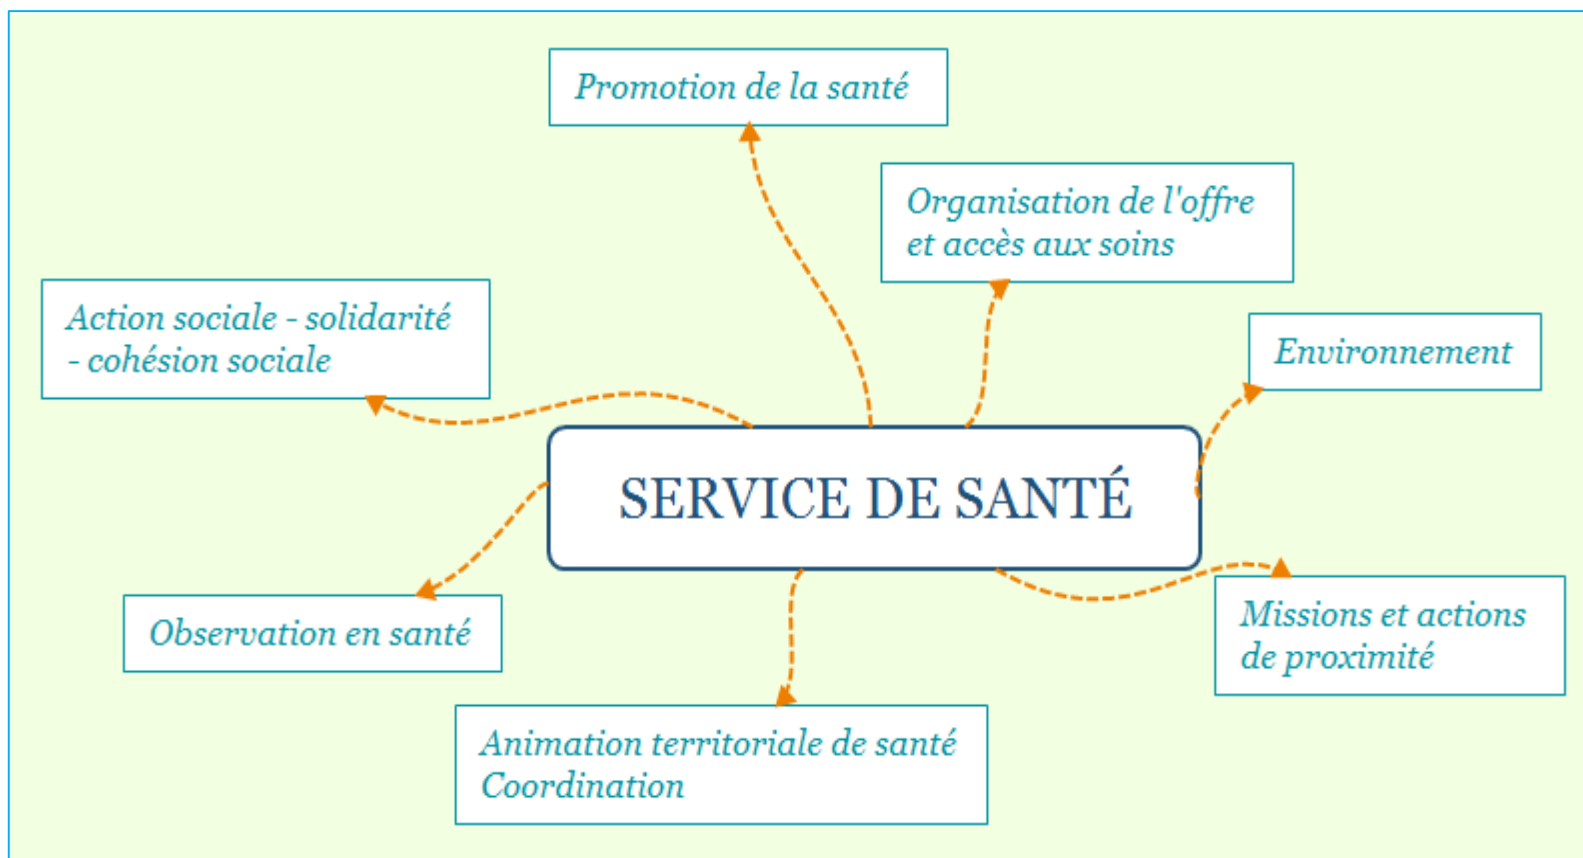 Promotion de la santé
Organisation de l'offre
et accès aux soins
Action sociale - solidarité
- cohésion sociale
Environnement
SERVICE DE SANTÉ
Observation en santé
Missions et actions
de proximité
Animation territoriale de santé
Coordination